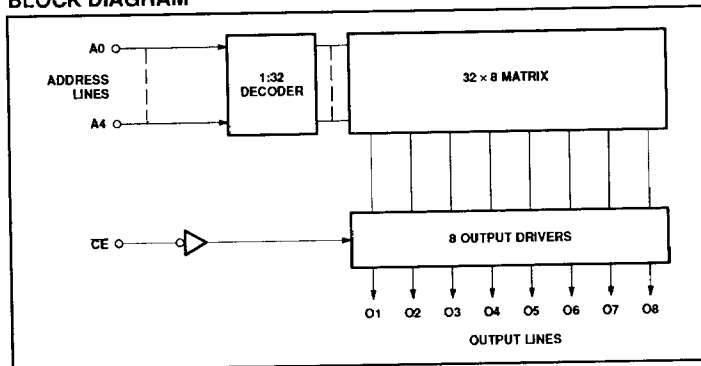 BLOCK DIAGRAM
A0
ADDRESS
LINES
A4
1:32
DECODER
32 × 8 MATRIX
C̅E̅
8 OUTPUT DRIVERS
O1 O2 O3 O4 O5 O6 O7 O8
OUTPUT LINES